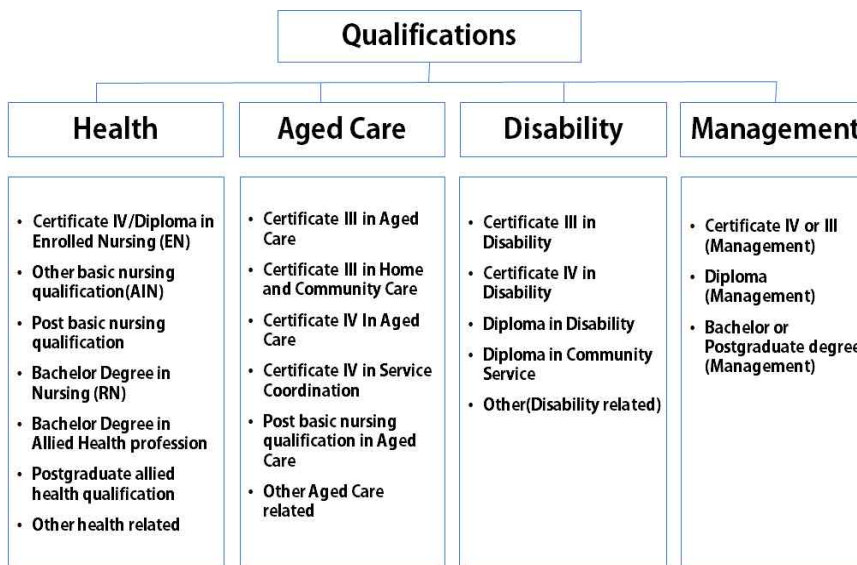 Qualifications
Health
Aged Care
Disability
Management
• Certificate IV/Diploma in
Enrolled Nursing (EN)
• Other basic nursing
qualification(AIN)
• Post basic nursing
qualification
• Bachelor Degree in
Nursing (RN)
• Bachelor Degree in
Allied Health profession
• Postgraduate allied
health qualification
• Other health related
• Certificate III in Aged
Care
• Certificate III in Home
and Community Care
• Certificate IV In Aged
Care
• Certificate IV in Service
Coordination
• Post basic nursing
qualification in Aged
Care
• Other Aged Care
related
• Certificate III in
Disability
• Certificate IV in
Disability
• Diploma in Disability
• Diploma in Community
Service
• Other(Disability related)
• Certificate IV or III
(Management)
• Diploma
(Management)
• Bachelor or
Postgraduate degree
(Management)